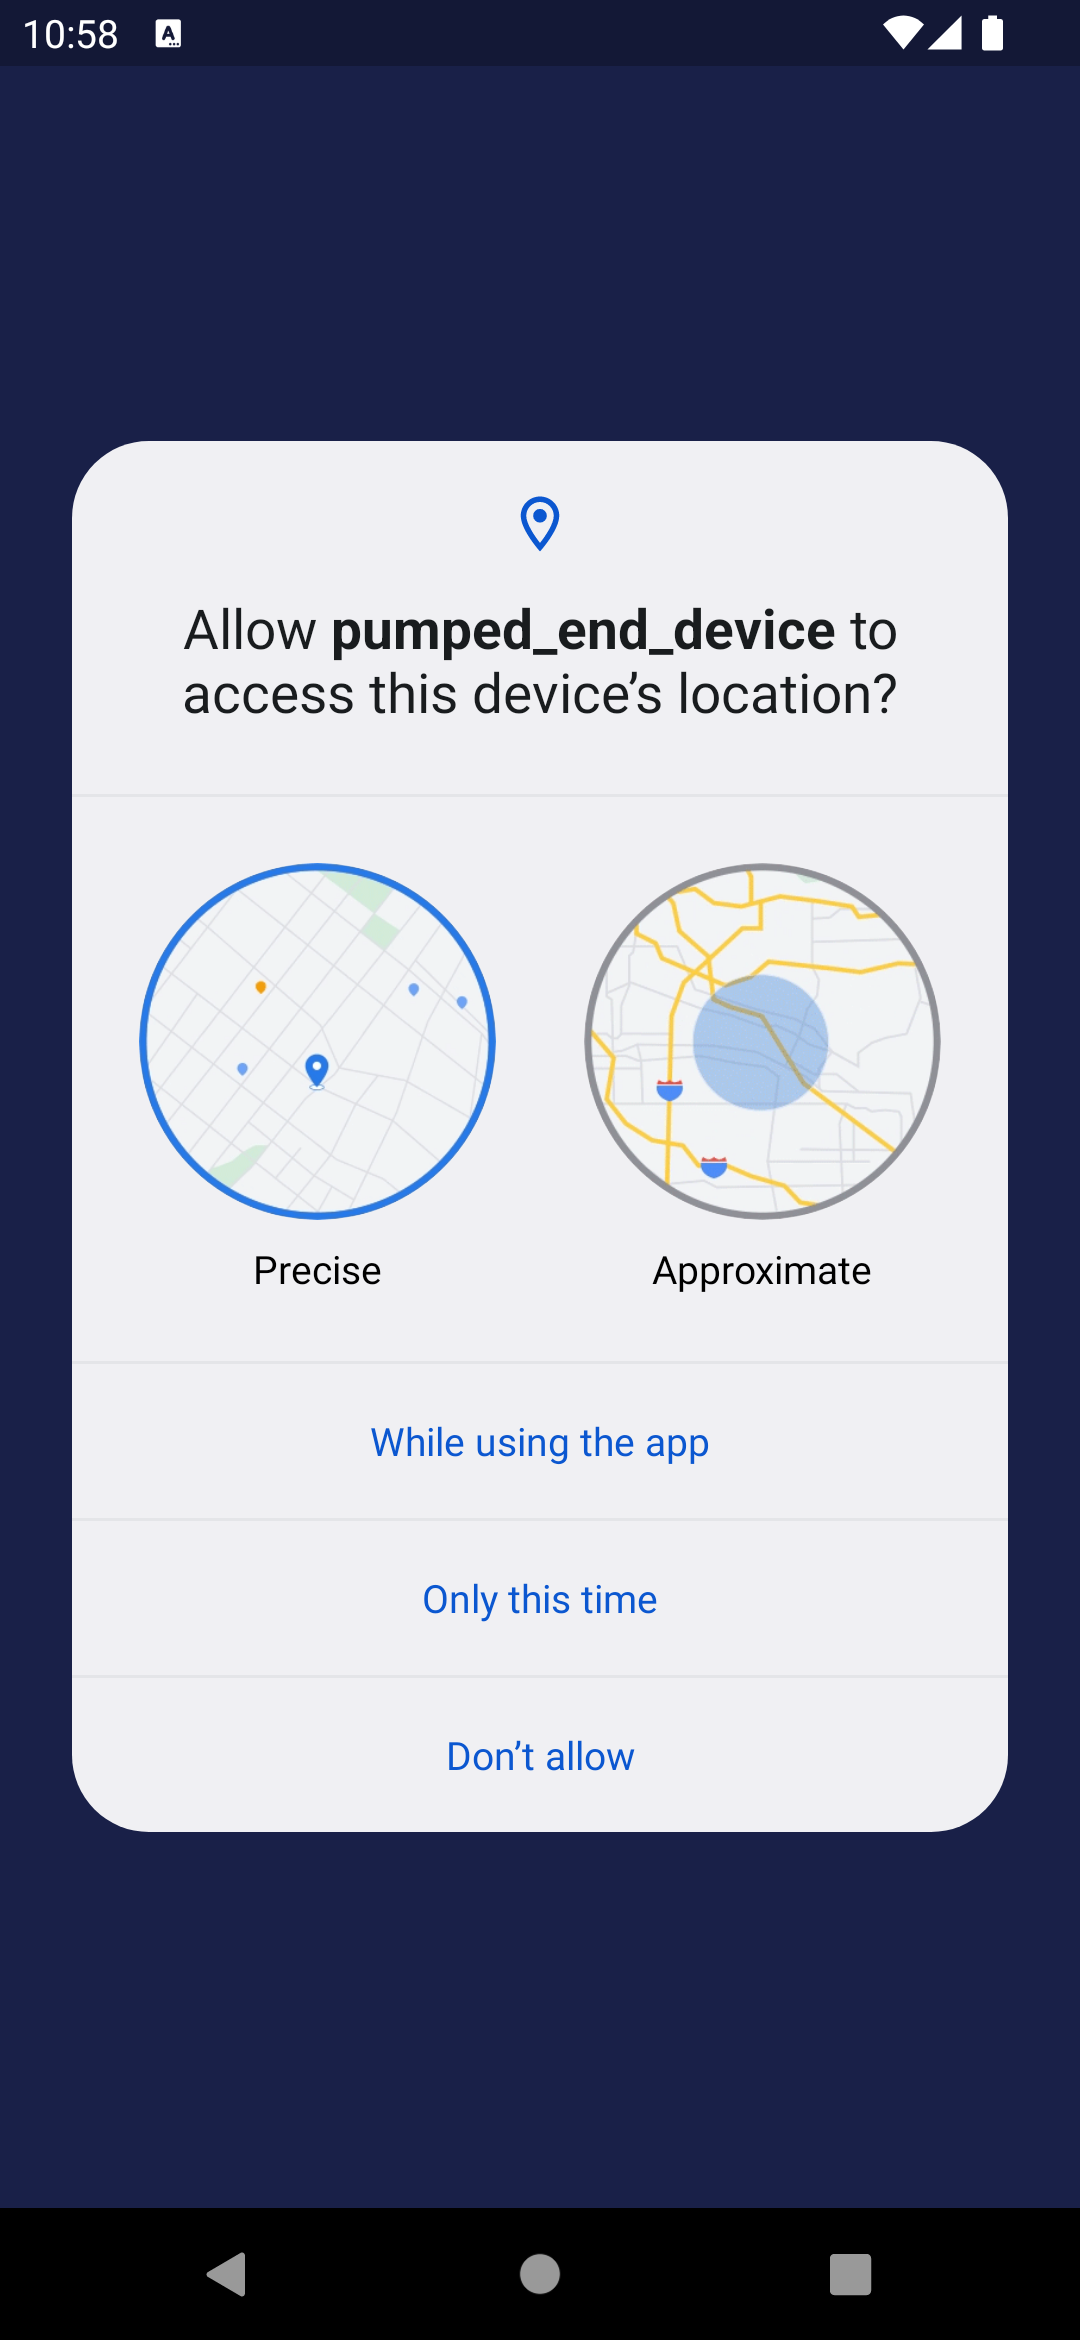 10:58
Allow pumped_end_device to
access this device’s location?
Precise
Approximate
While using the app
Only this time
Don’t allow